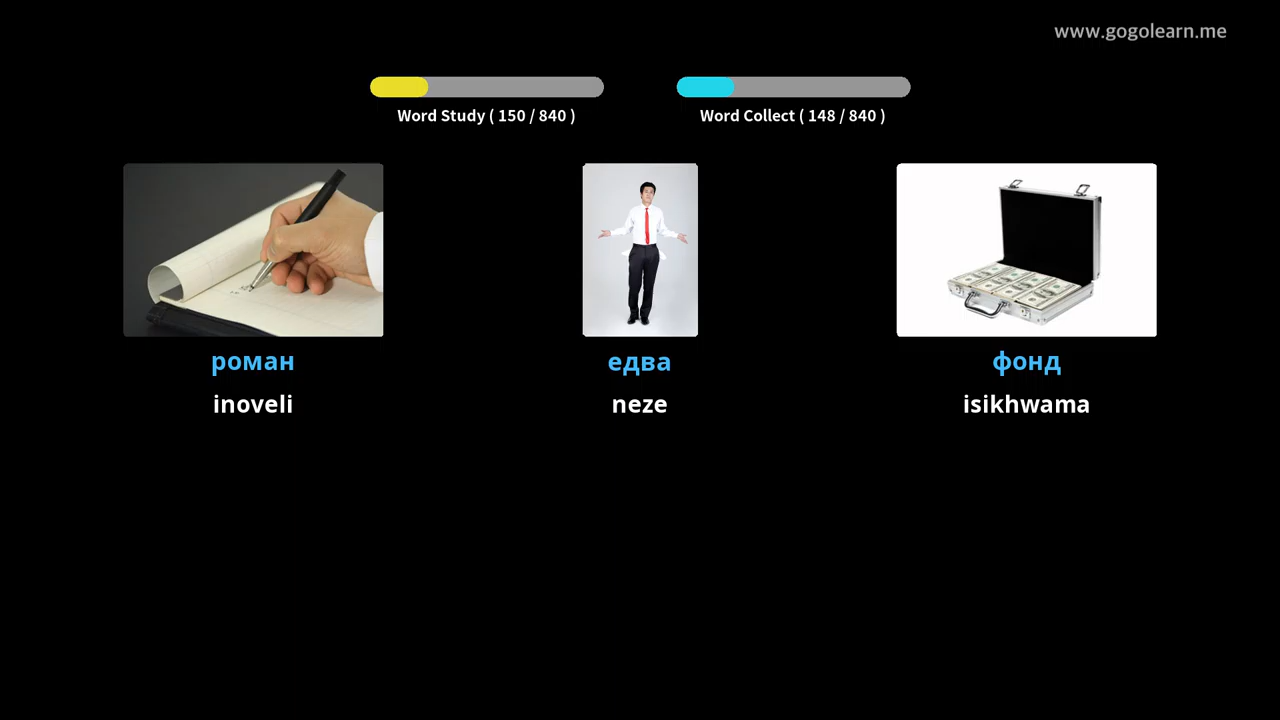 www.gogolearn.me
Word Study ( 150 / 840 )
Word Collect ( 148 / 840 )
роман
едва
фонд
inoveli
neze
isikhwama